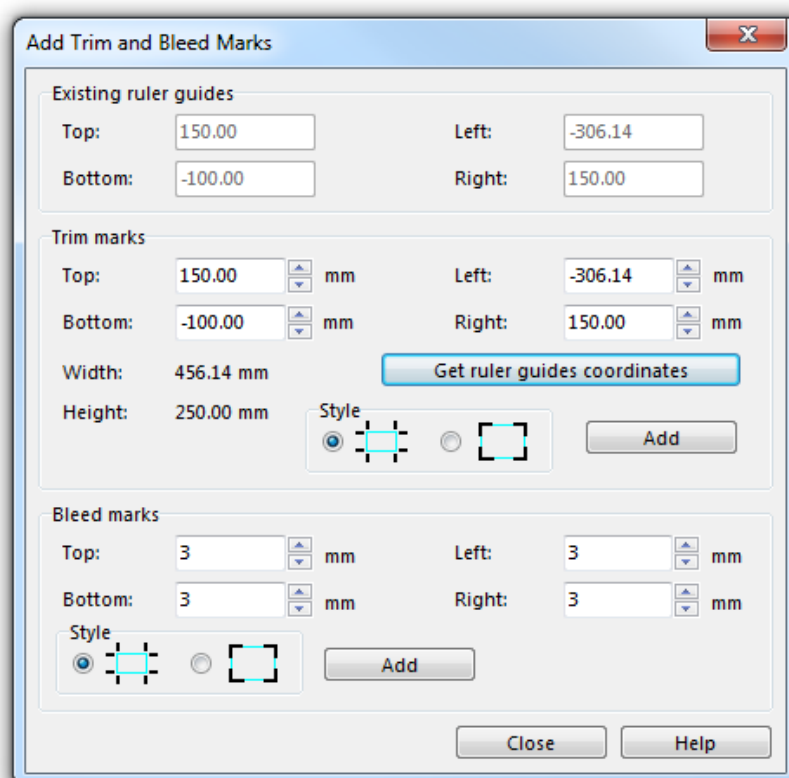 Add Trim and Bleed Marks
Existing ruler guides
Top: 150.00 Left: -306.14
Bottom: -100.00 Right: 150.00
Trim marks
Top: 150.00 mm Left: -306.14 mm
Bottom: -100.00 mm Right: 150.00 mm
Width: 456.14 mm Get ruler guides coordinates
Height: 250.00 mm
Style
Add
Bleed marks
Top: 3 mm Left: 3 mm
Bottom: 3 mm Right: 3 mm
Style
Add
Close Help